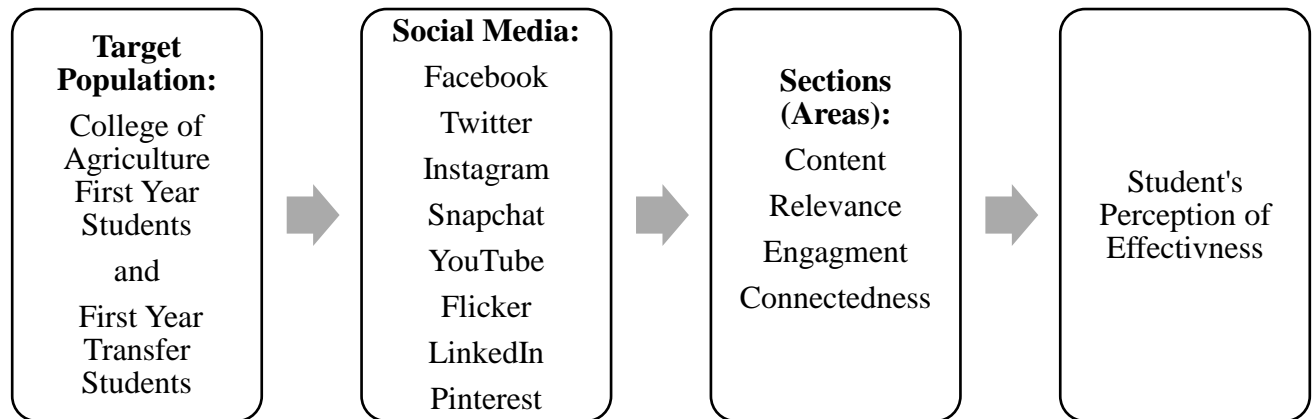 Target
Population:
College of
Agriculture
First Year
Students
and
First Year
Transfer
Students
Social Media:
Facebook
Twitter
Instagram
Snapchat
YouTube
Flicker
LinkedIn
Pinterest
Sections
(Areas):
Content
Relevance
Engagment
Connectedness
Student's
Perception of
Effectivness